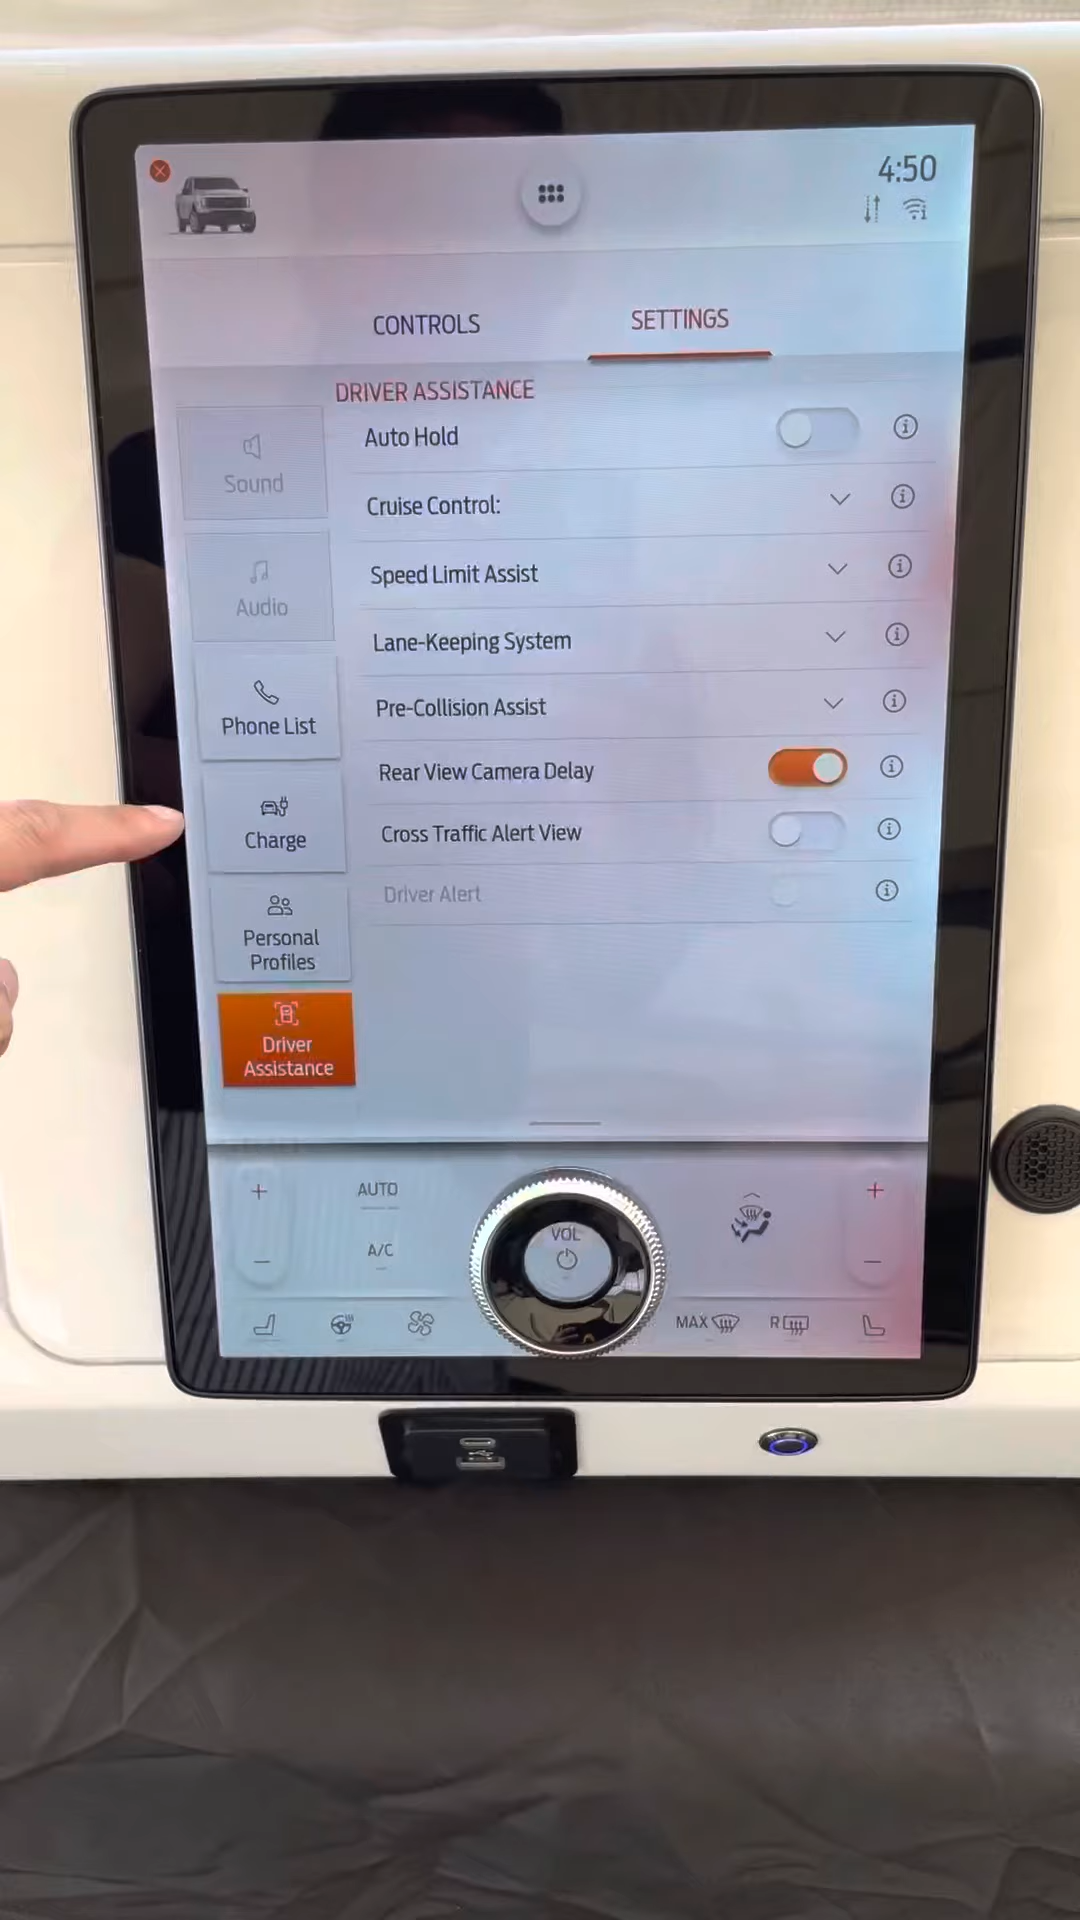 4:50
CONTROLS
SETTINGS
DRIVER ASSISTANCE
Sound
Audio
Phone List
Charge
Personal
Profiles
Driver
Assistance
Auto Hold
Cruise Control:
Speed Limit Assist
Lane-Keeping System
Pre-Collision Assist
Rear View Camera Delay
Cross Traffic Alert View
Driver Alert
AUTO
A/C
VOL
MAX
R